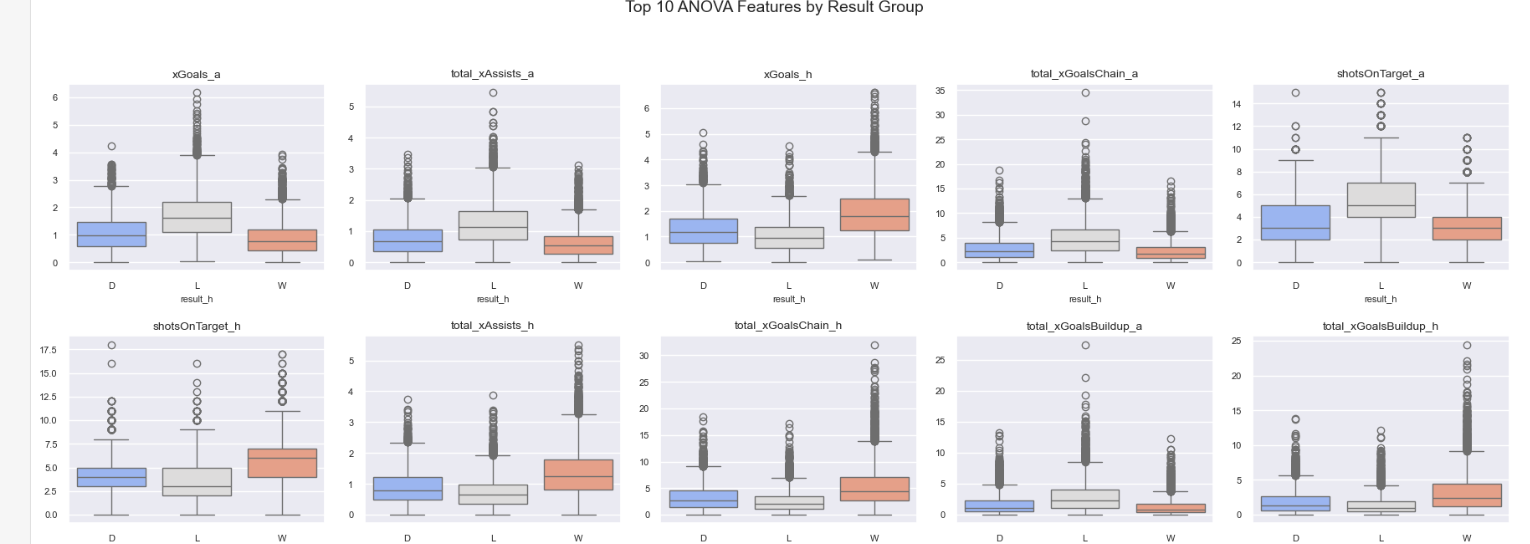 Top 10 ANOVA Features by Result Group
xGoals_a
total_xAssists_a
xGoals_h
total_xGoalsChain_a
shotsOnTarget_a
6
5
4
3
2
1
0
5
4
3
2
1
0
6
5
4
3
2
1
0
35
30
25
20
15
10
5
0
14
12
10
8
6
4
2
0
D L W
D L W
D L W
D L W
D L W
result_h
result_h
result_h
result_h
result_h
shotsOnTarget_h
total_xAssists_h
total_xGoalsChain_h
total_xGoalsBuildup_a
total_xGoalsBuildup_h
17.5
15.0
12.5
10.0
7.5
5.0
2.5
0.0
5
4
3
2
1
0
30
25
20
15
10
5
0
25
20
15
10
5
0
25
20
15
10
5
0
D L W
D L W
D L W
D L W
D L W